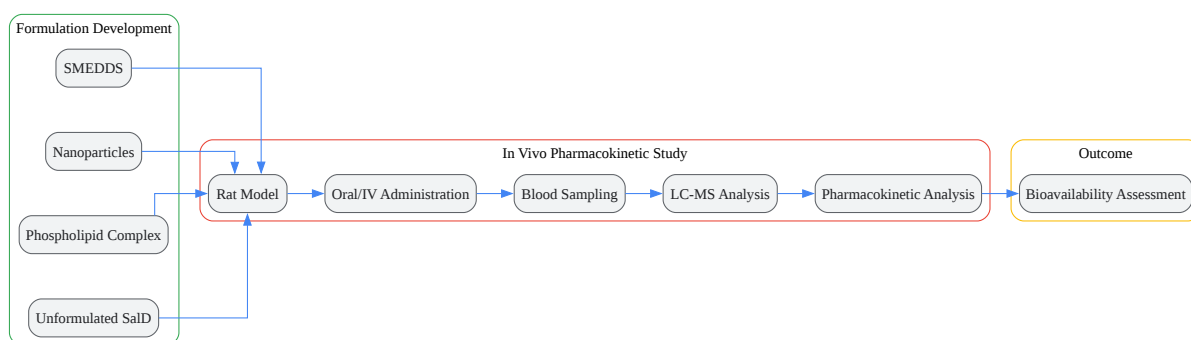 Formulation Development
SMEDDS
Nanoparticles
Phospholipid Complex
Unformulated SalD
In Vivo Pharmacokinetic Study
Rat Model
Oral/IV Administration
Blood Sampling
LC-MS Analysis
Pharmacokinetic Analysis
Outcome
Bioavailability Assessment